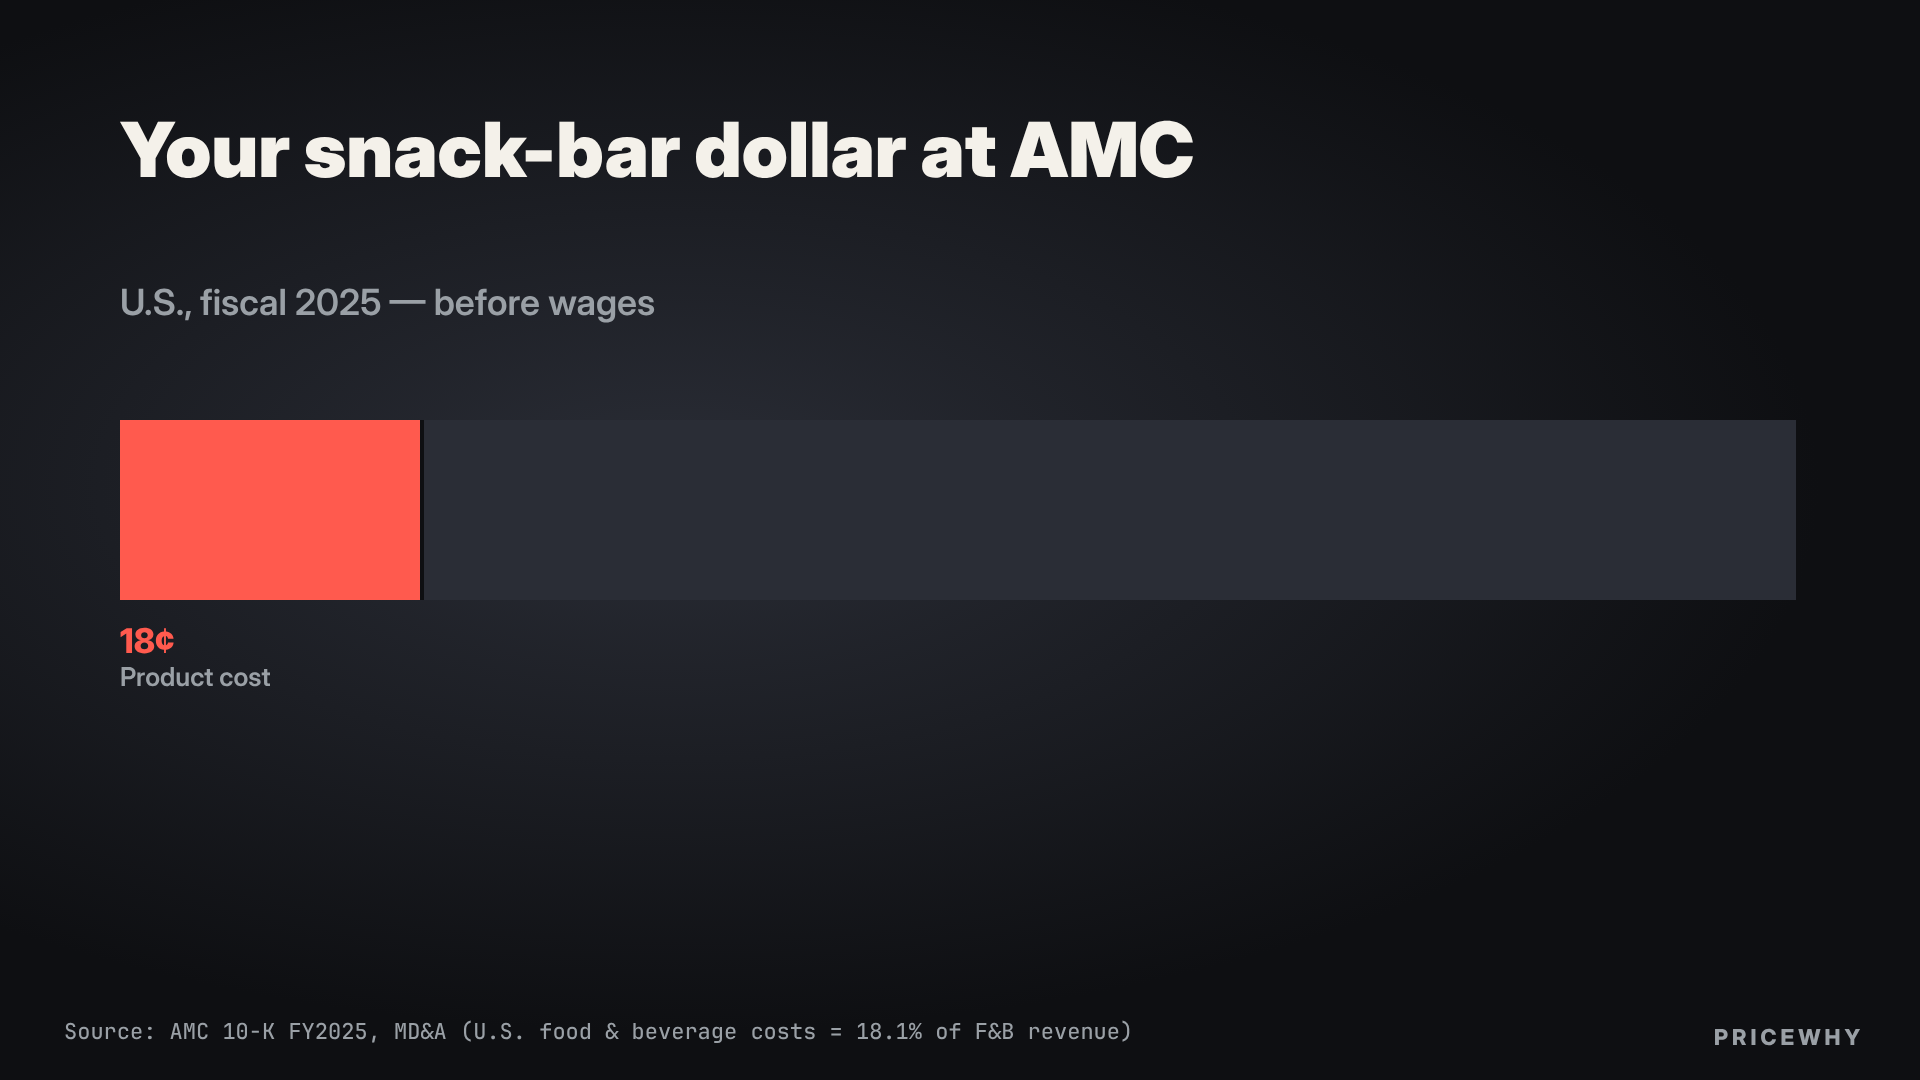 Your snack-bar dollar at AMC
U.S., fiscal 2025 — before wages
18¢
Product cost
Source: AMC 10-K FY2025, MD&A (U.S. food & beverage costs = 18.1% of F&B revenue)
PRICEWHY